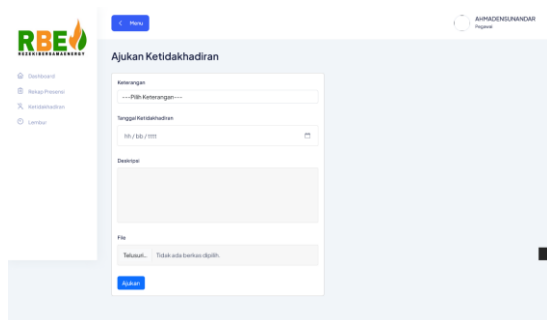 RBE
REZEKIBERSAMAENERGY
Dashboard
Rekap Presensi
Ketidakhadiran
Lembur
< Menu
AHMADENSUNANDAR
Pegawai
Ajukan Ketidakhadiran
Keterangan
---Pilih Keterangan---
Tanggal Ketidakhadiran
hh / bb / tttt
Deskripsi
File
Telusuri... Tidak ada berkas dipilih.
Ajukan